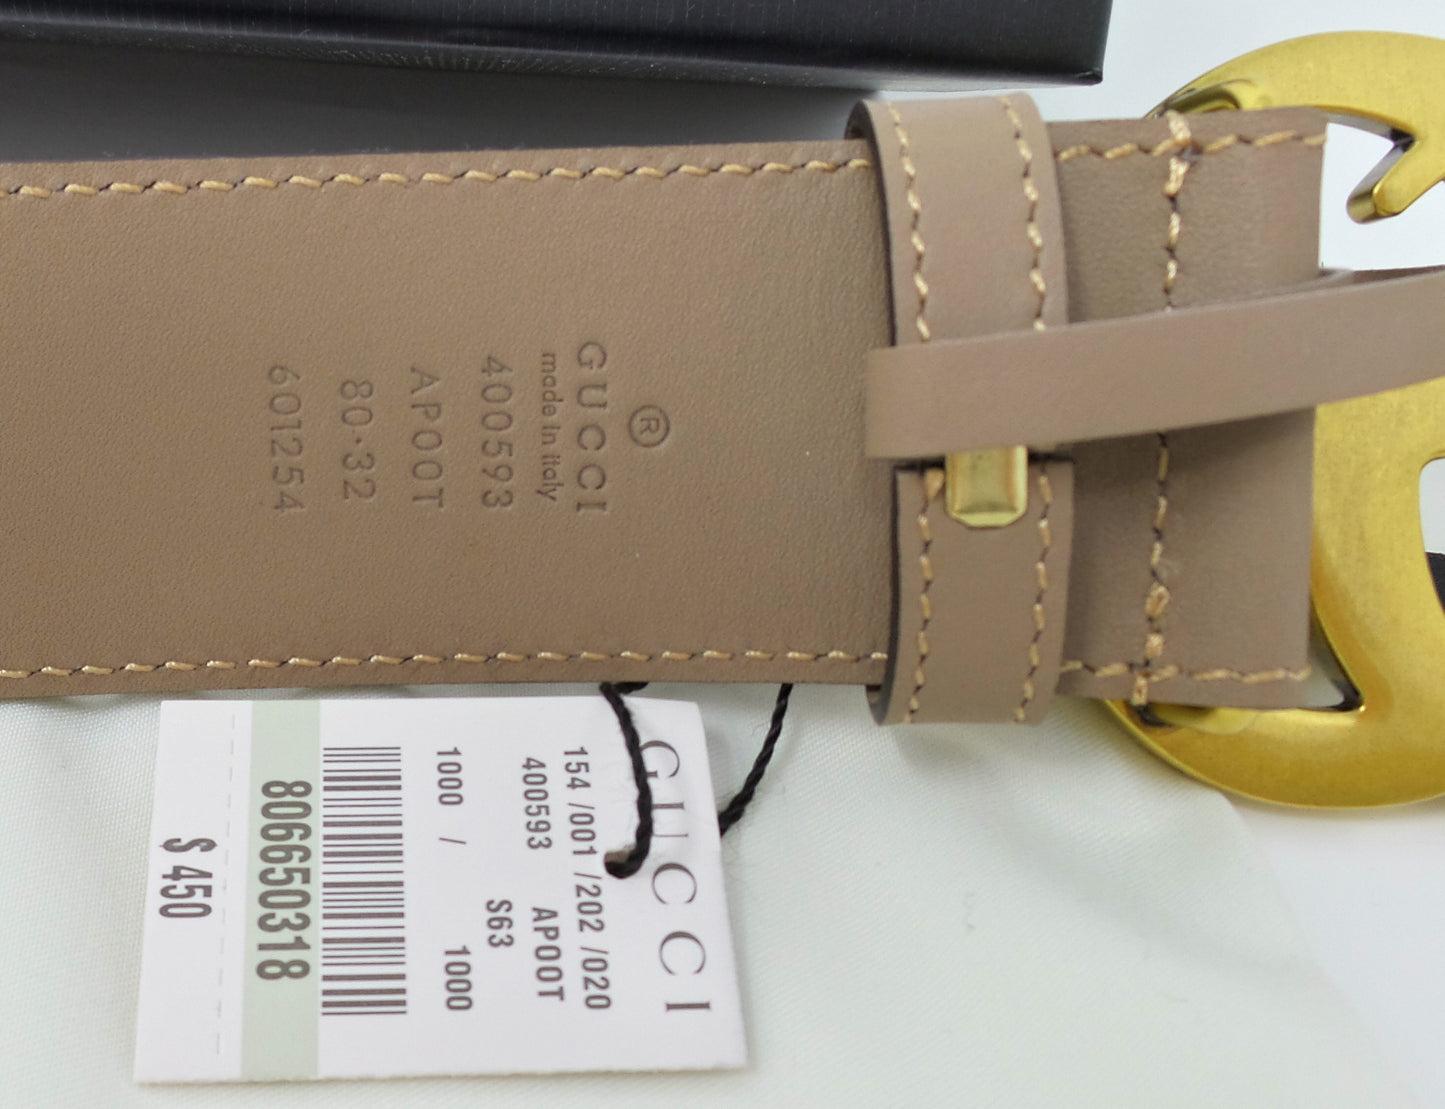 ®
GUCCI
made in italy
400593
AP00T
80·32
601254
GUCCI
154 /001 /202 /020
400593 AP00T
S63
1000 / 1000
806650318
$ 450